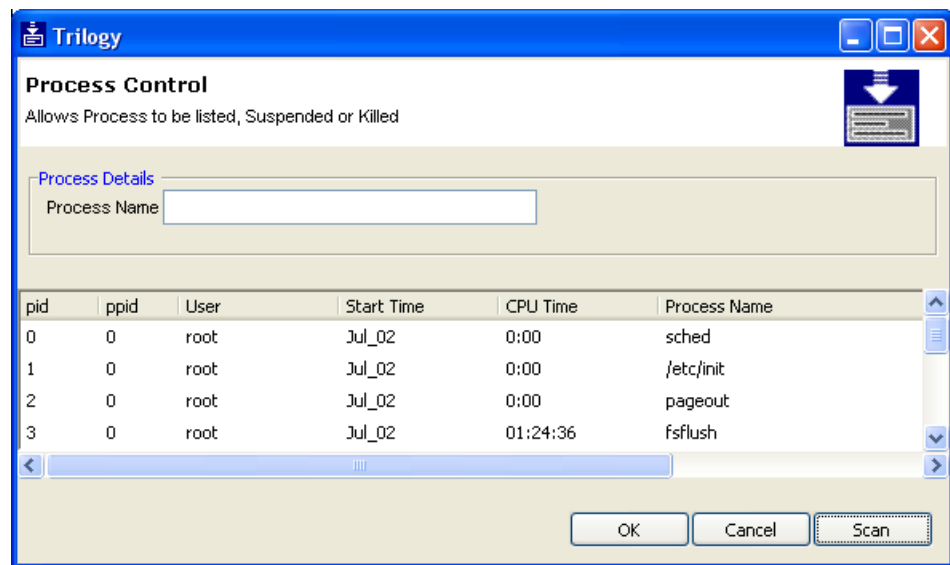 Trilogy
Process Control
Allows Process to be listed, Suspended or Killed
Process Details
Process Name
pid ppid User Start Time CPU Time Process Name
0 0 root Jul_02 0:00 sched
1 0 root Jul_02 0:00 /etc/init
2 0 root Jul_02 0:00 pageout
3 0 root Jul_02 01:24:36 fsflush
OK Cancel Scan